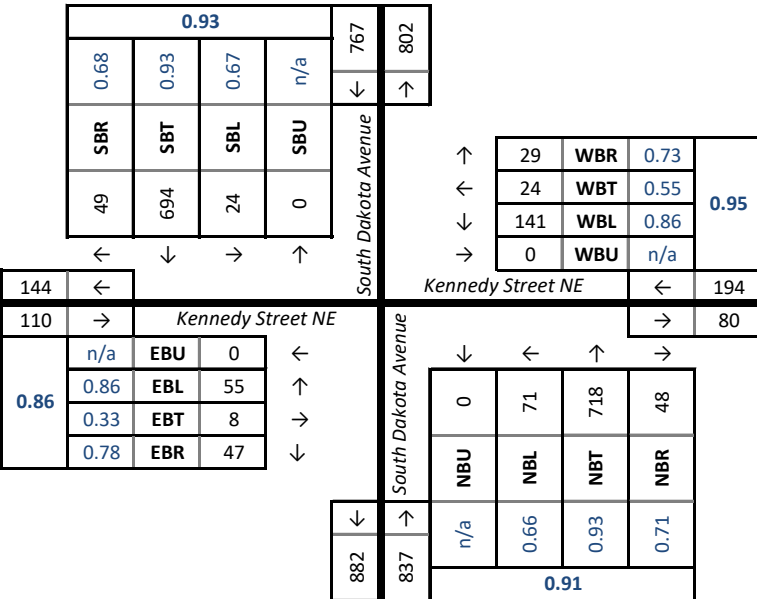 0.93
0.68 0.93 0.67 n/a
SBR SBT SBL SBU
49 694 24 0
← ↓ → ↑
767 802
↓ ↑
South Dakota Avenue
↑ 29 WBR 0.73
← 24 WBT 0.55
↓ 141 WBL 0.86
→ 0 WBU n/a
0.95
144 ←
Kennedy Street NE
← 194
110 →
Kennedy Street NE
→ 80
0.86
n/a EBU 0 ←
0.86 EBL 55 ↑
0.33 EBT 8 →
0.78 EBR 47 ↓
South Dakota Avenue
↓ ← ↑ →
0 71 718 48
NBU NBL NBT NBR
n/a 0.66 0.93 0.71
0.91
↓ ↑
882 837